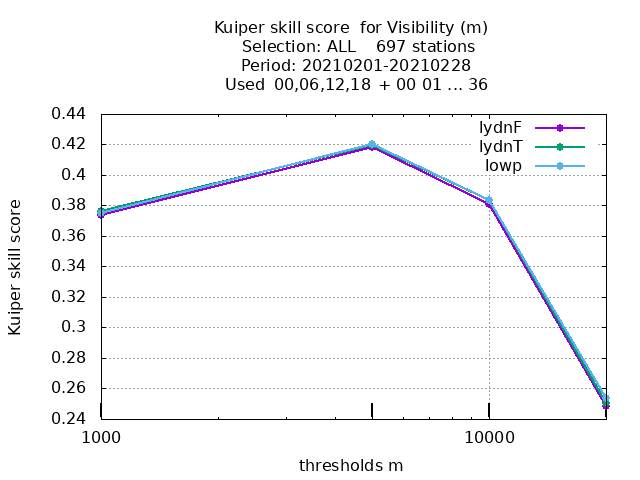 Kuiper skill score  for Visibility (m)
Selection: ALL    697 stations
Period: 20210201-20210228
Used  00,06,12,18 + 00 01 ... 36
0.44
0.42
0.4
0.38
0.36
0.34
0.32
0.3
0.28
0.26
0.24
Kuiper skill score
lydnF
lydnT
lowp
1000
10000
thresholds m